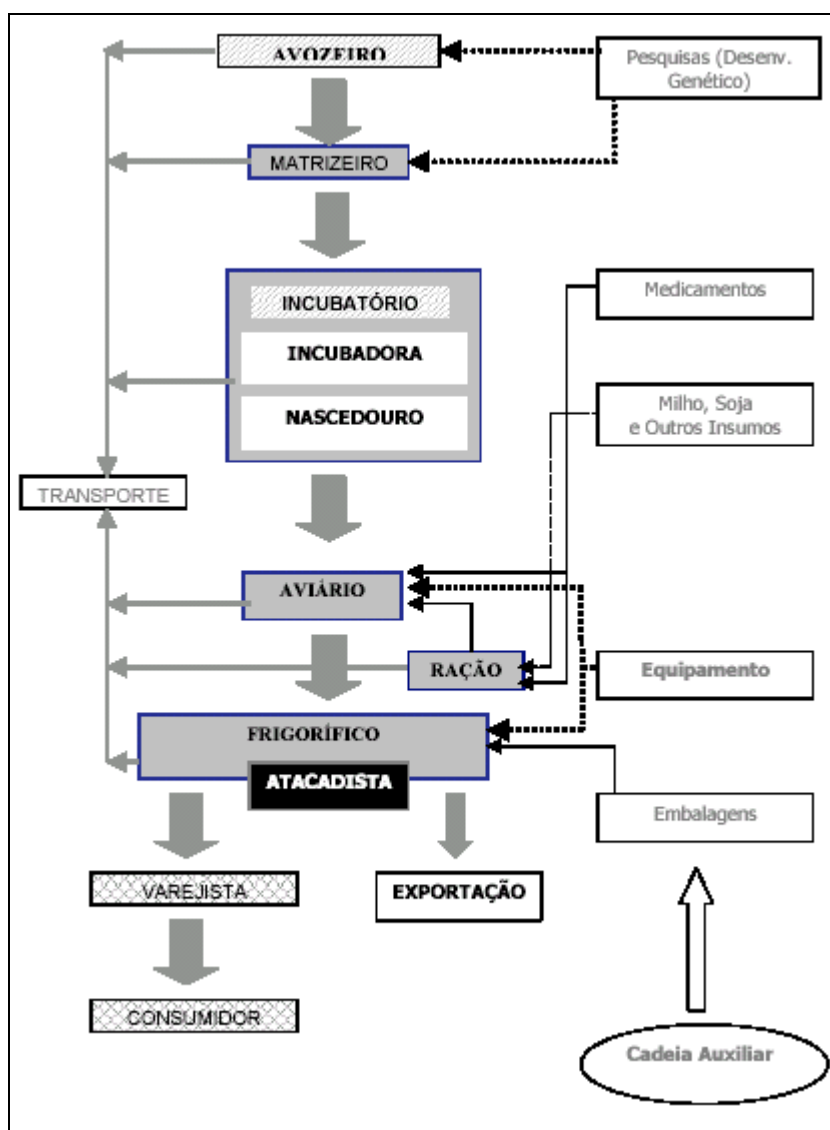 AVOZEIRO
Pesquisas (Desenv.
Genético)
MATRIZEIRO
INCUBATÓRIO
INCUBADORA
NASCEDOURO
Medicamentos
Milho, Soja
e Outros Insumos
TRANSPORTE
AVIÁRIO
RAÇÃO
Equipamento
FRIGORÍFICO
ATACADISTA
Embalagens
VAREJISTA
EXPORTAÇÃO
CONSUMIDOR
Cadeia Auxiliar